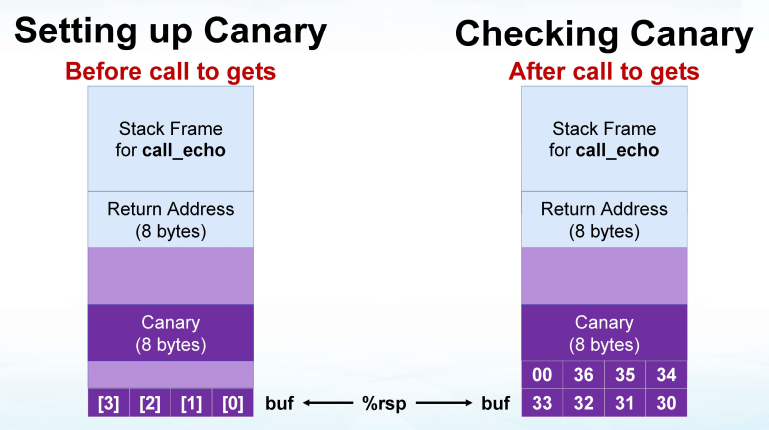 Setting up Canary
Before call to gets
Stack Frame
for call_echo
Return Address
(8 bytes)
Canary
(8 bytes)
[3] [2] [1] [0] buf %rsp
Checking Canary
After call to gets
Stack Frame
for call_echo
Return Address
(8 bytes)
Canary
(8 bytes)
00 36 35 34
buf 33 32 31 30